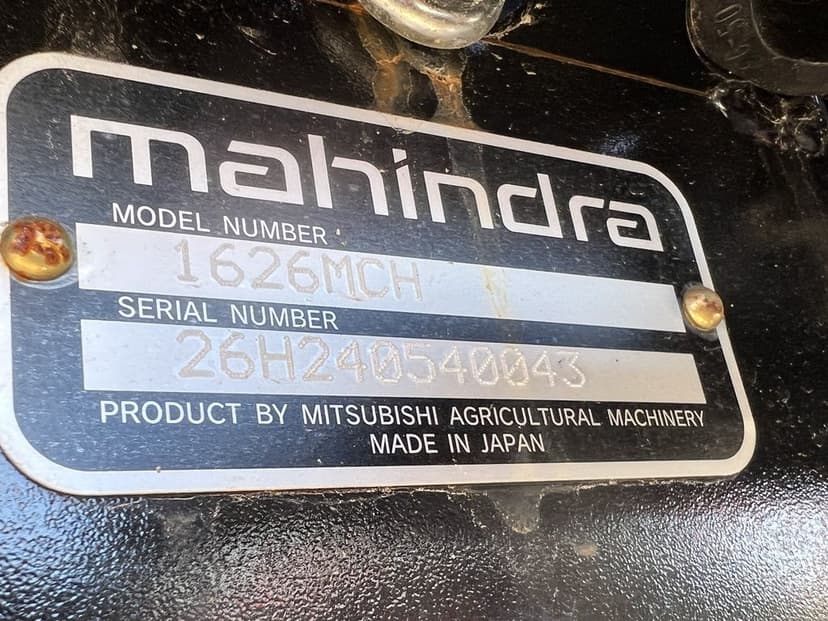 mahindra
MODEL NUMBER
1626MCH
SERIAL NUMBER
26H240540043
PRODUCT BY MITSUBISHI AGRICULTURAL MACHINERY
MADE IN JAPAN